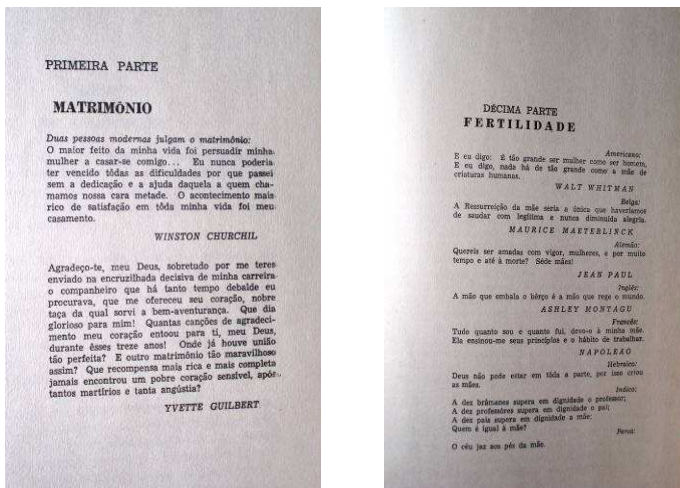 PRIMEIRA PARTE
MATRIMÔNIO
Duas pessoas modernas julgam o matrimônio:
O maior feito da minha vida foi persuadir minha
mulher a casar-se comigo... Eu nunca poderia
ter vencido tôdas as dificuldades por que passei
sem a dedicação e a ajuda daquela a quem cha-
mamos nossa cara metade. O acontecimento mais
rico de satisfação em tôda minha vida foi meu
casamento.
WINSTON CHURCHIL
Agradeço-te, meu Deus, sobretudo por me teres
enviado na encruzilhada decisiva de minha carreira
o companheiro que há tanto tempo debalde eu
procurava, que me ofereceu seu coração, nobre
taça da qual sorvi a bem-aventurança. Que dia
glorioso para mim! Quantas canções de agradeci-
mento meu coração entoou para ti, meu Deus,
durante êsses treze anos! Onde já houve união
tão perfeita? E outro matrimônio tão maravilhoso
assim? Que recompensa mais rica e mais completa
jamais encontrou um pobre coração sensível, após
tantos martírios e tanta angústia?
YVETTE GUILBERT
DÉCIMA PARTE
FERTILIDADE
Americano:
E eu digo: É tão grande ser mulher como ser homem,
E eu digo, nada há de tão grande como a mãe de
criaturas humanas.
WALT WHITMAN
Belga:
A Ressurreição da mãe seria a única que haveríamos
de saudar com legítima e nunca diminuída alegria.
MAURICE MAETERLINCK
Alemão:
Quereis ser amadas com vigor, mulheres, e por muito
tempo e até à morte? Sêde mães!
JEAN PAUL
Inglês:
A mão que embala o bêrço é a mão que rege o mundo.
ASHLEY MONTAGU
Francês:
Tudo quanto sou e quanto fui, devo-o à minha mãe.
Ela ensinou-me seus princípios e o hábito de trabalhar.
NAPOLEÃO
Hebraico:
Deus não pode estar em tôda a parte, por isso criou
as mães.
Indico:
A dez brâmanes supera em dignidade o professor;
A dez professôres supera em dignidade o pai;
A dez pais supera em dignidade a mãe:
Quem é igual à mãe?
Persa:
O céu jaz aos pés da mãe.